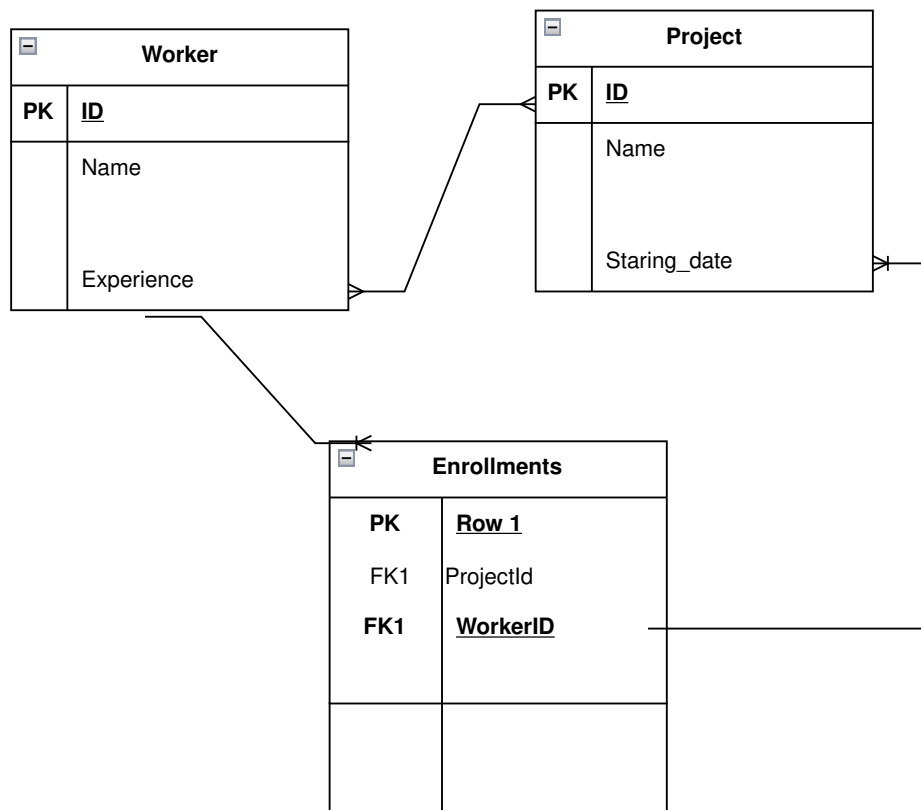 Worker
PK ID
Name
Experience
Project
PK ID
Name
Staring_date
Enrollments
PK Row 1
FK1 ProjectId
FK1 WorkerID